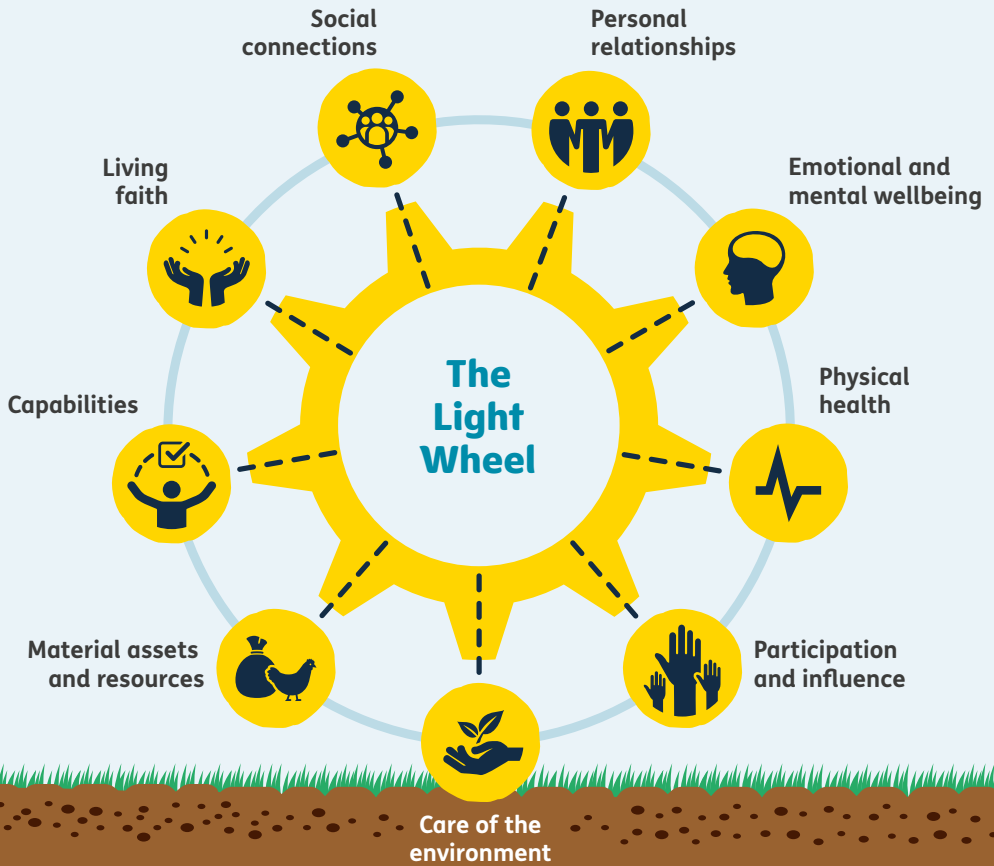 Social
connections
Personal
relationships
Living
faith
Emotional and
mental wellbeing
The
Light
Wheel
Capabilities
Physical
health
Material assets
and resources
Participation
and influence
Care of the
environment